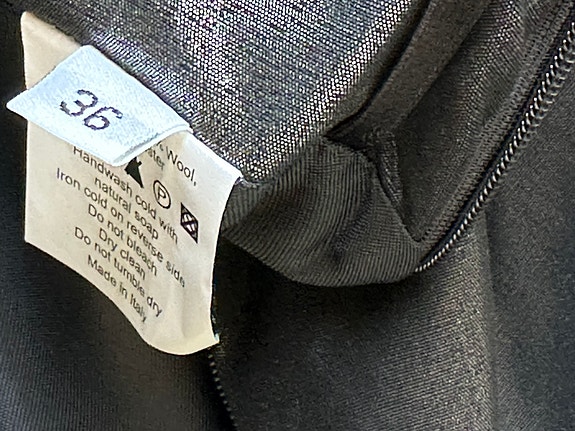 36
Wool,
Handwash cold with
natural soap
Iron cold on reverse side
Do not bleach
Dry clean
Do not tumble dry
Made in Italy
P